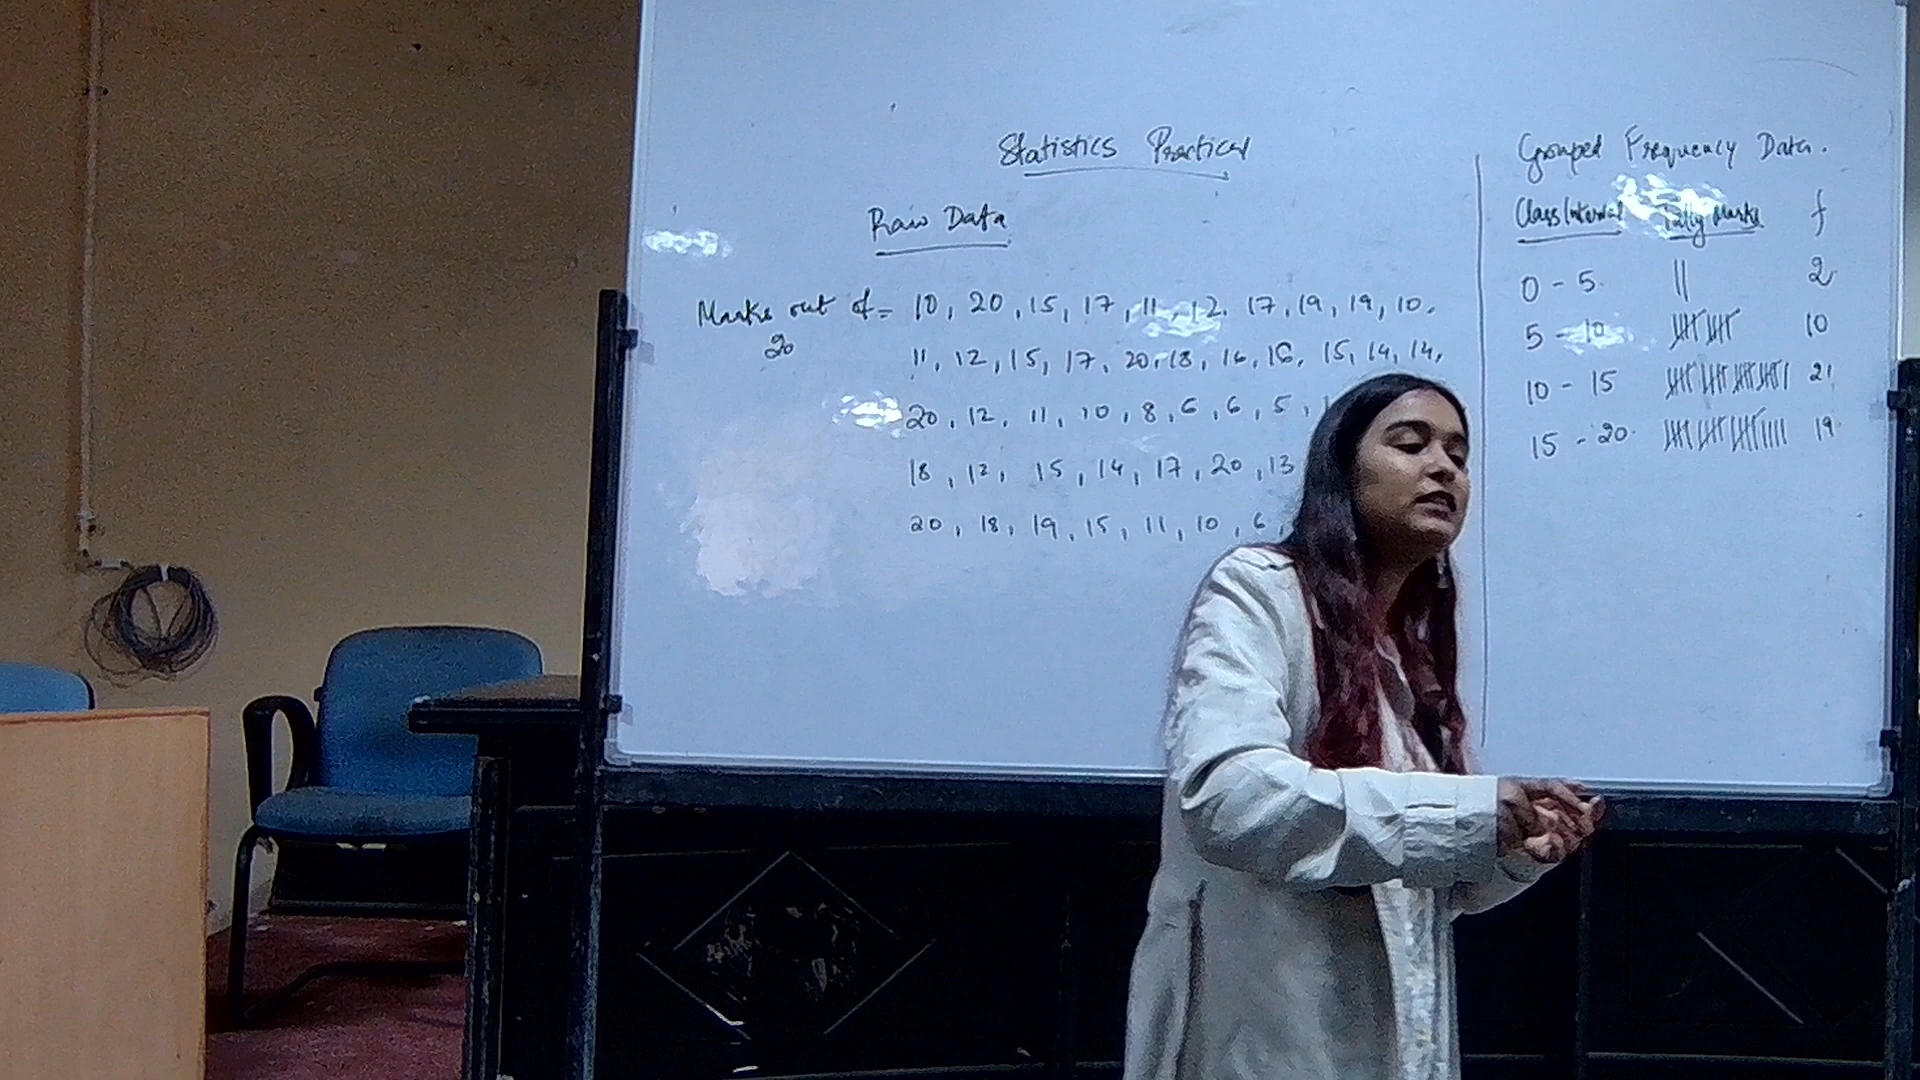 Statistics Practical
Raw Data
Marks out of = 10, 20, 15, 17, 11, 12, 17, 19, 19, 10,
20
11, 12, 15, 17, 20, 18, 16, 16, 15, 14, 14,
20, 12, 11, 10, 8, 6, 6, 5,
18, 12, 15, 14, 17, 20, 13
20, 18, 19, 15, 11, 10, 6,
Grouped Frequency Data.
Class Interval Tally Marks f
0 - 5 || 2
5 - 10 10
10 - 15 21
15 - 20 19